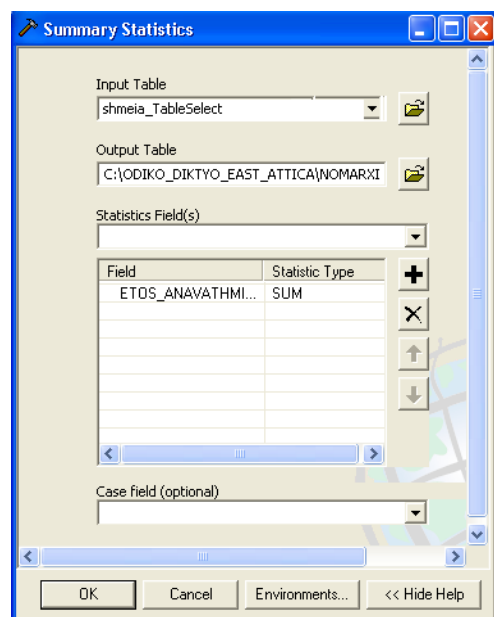 Summary Statistics
Input Table
shmeia_TableSelect
Output Table
C:\ODIKO_DIKTYO_EAST_ATTICA\NOMARXI
Statistics Field(s)
Field Statistic Type
ETOS_ANAVATHMI... SUM
Case field (optional)
OK Cancel Environments... << Hide Help